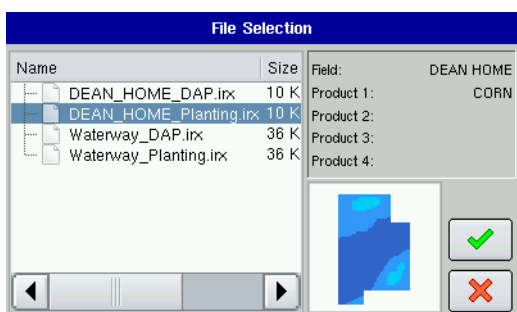 File Selection
Name Size
DEAN_HOME_DAP.irx 10 K
DEAN_HOME_Planting.irx 10 K
Waterway_DAP.irx 36 K
Waterway_Planting.irx 36 K
Field: DEAN HOME
Product 1: CORN
Product 2:
Product 3:
Product 4: